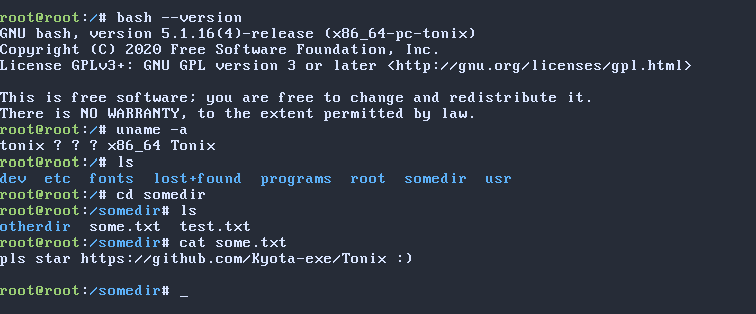 root@root:/# bash --version
GNU bash, version 5.1.16(4)-release (x86_64-pc-tonix)
Copyright (C) 2020 Free Software Foundation, Inc.
License GPLv3+: GNU GPL version 3 or later <http://gnu.org/licenses/gpl.html>
This is free software; you are free to change and redistribute it.
There is NO WARRANTY, to the extent permitted by law.
root@root:/# uname -a
tonix ? ? ? x86_64 Tonix
root@root:/# ls
dev  etc  fonts  lost+found  programs  root  somedir  usr
root@root:/# cd somedir
root@root:/somedir# ls
otherdir  some.txt  test.txt
root@root:/somedir# cat some.txt
pls star https://github.com/Kyota-exe/Tonix :)
root@root:/somedir# _